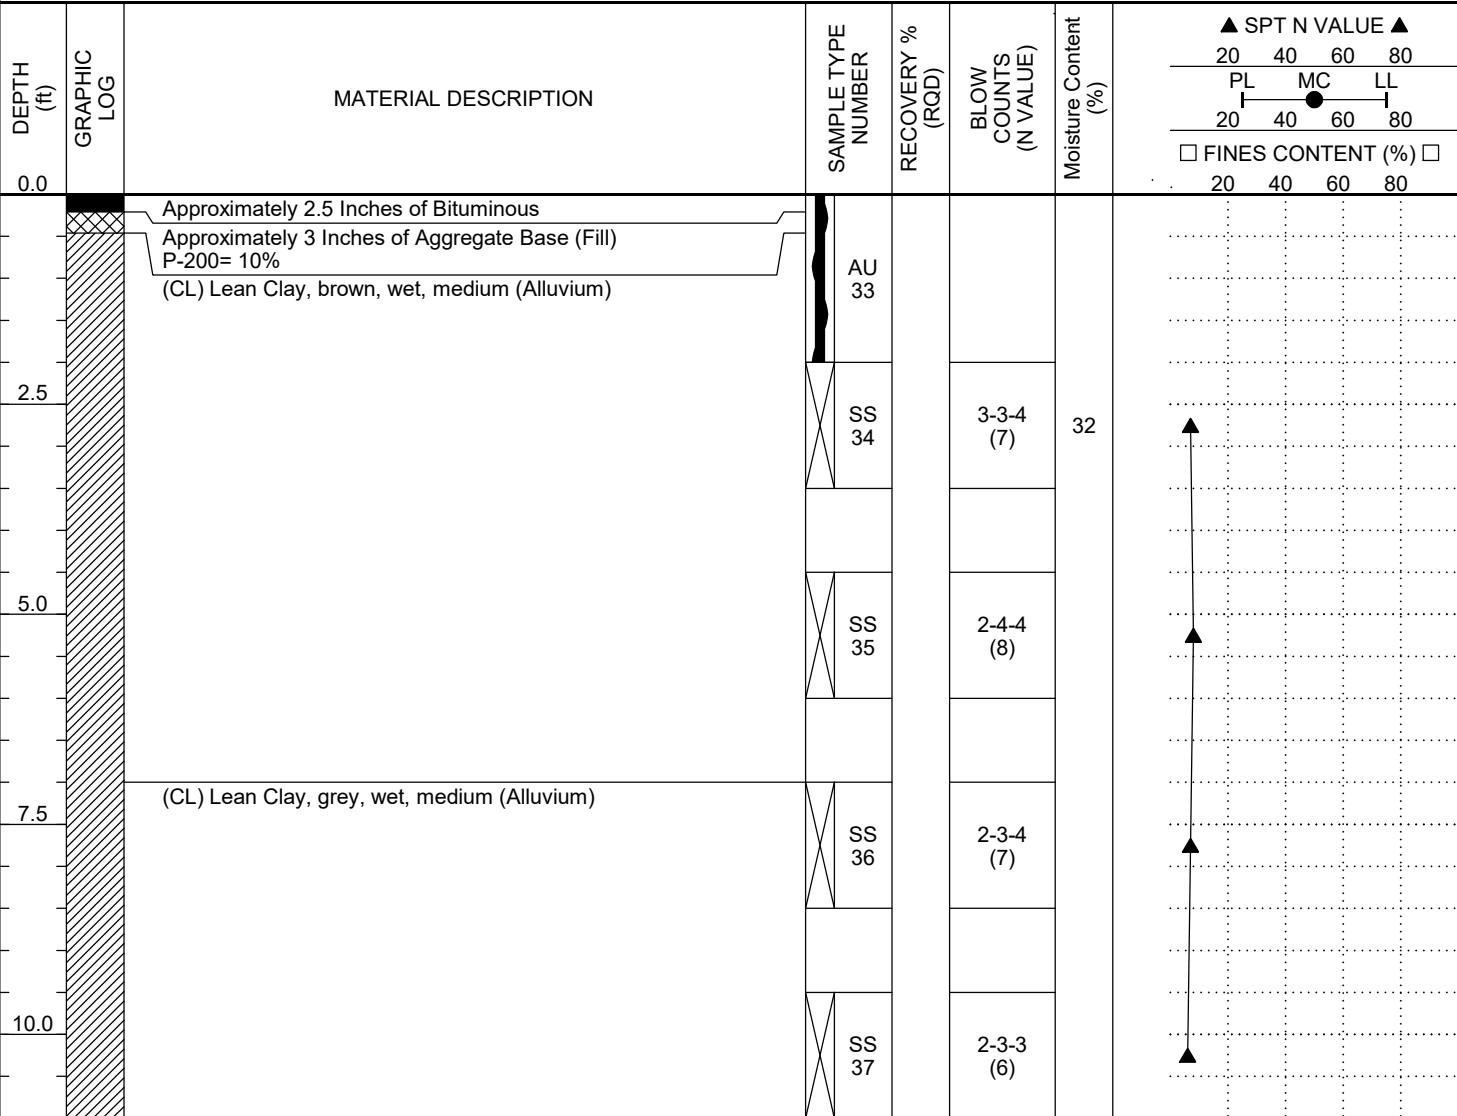 DEPTH
(ft)
GRAPHIC
LOG
MATERIAL DESCRIPTION
SAMPLE TYPE
NUMBER
RECOVERY %
(RQD)
BLOW
COUNTS
(N VALUE)
Moisture Content
(%)
▲ SPT N VALUE ▲
20 40 60 80
PL MC LL
20 40 60 80
□ FINES CONTENT (%) □
20 40 60 80
0.0
Approximately 2.5 Inches of Bituminous
Approximately 3 Inches of Aggregate Base (Fill)
P-200= 10%
(CL) Lean Clay, brown, wet, medium (Alluvium)
AU
33
2.5
SS
34
3-3-4
(7)
32
5.0
SS
35
2-4-4
(8)
(CL) Lean Clay, grey, wet, medium (Alluvium)
7.5
SS
36
2-3-4
(7)
10.0
SS
37
2-3-3
(6)